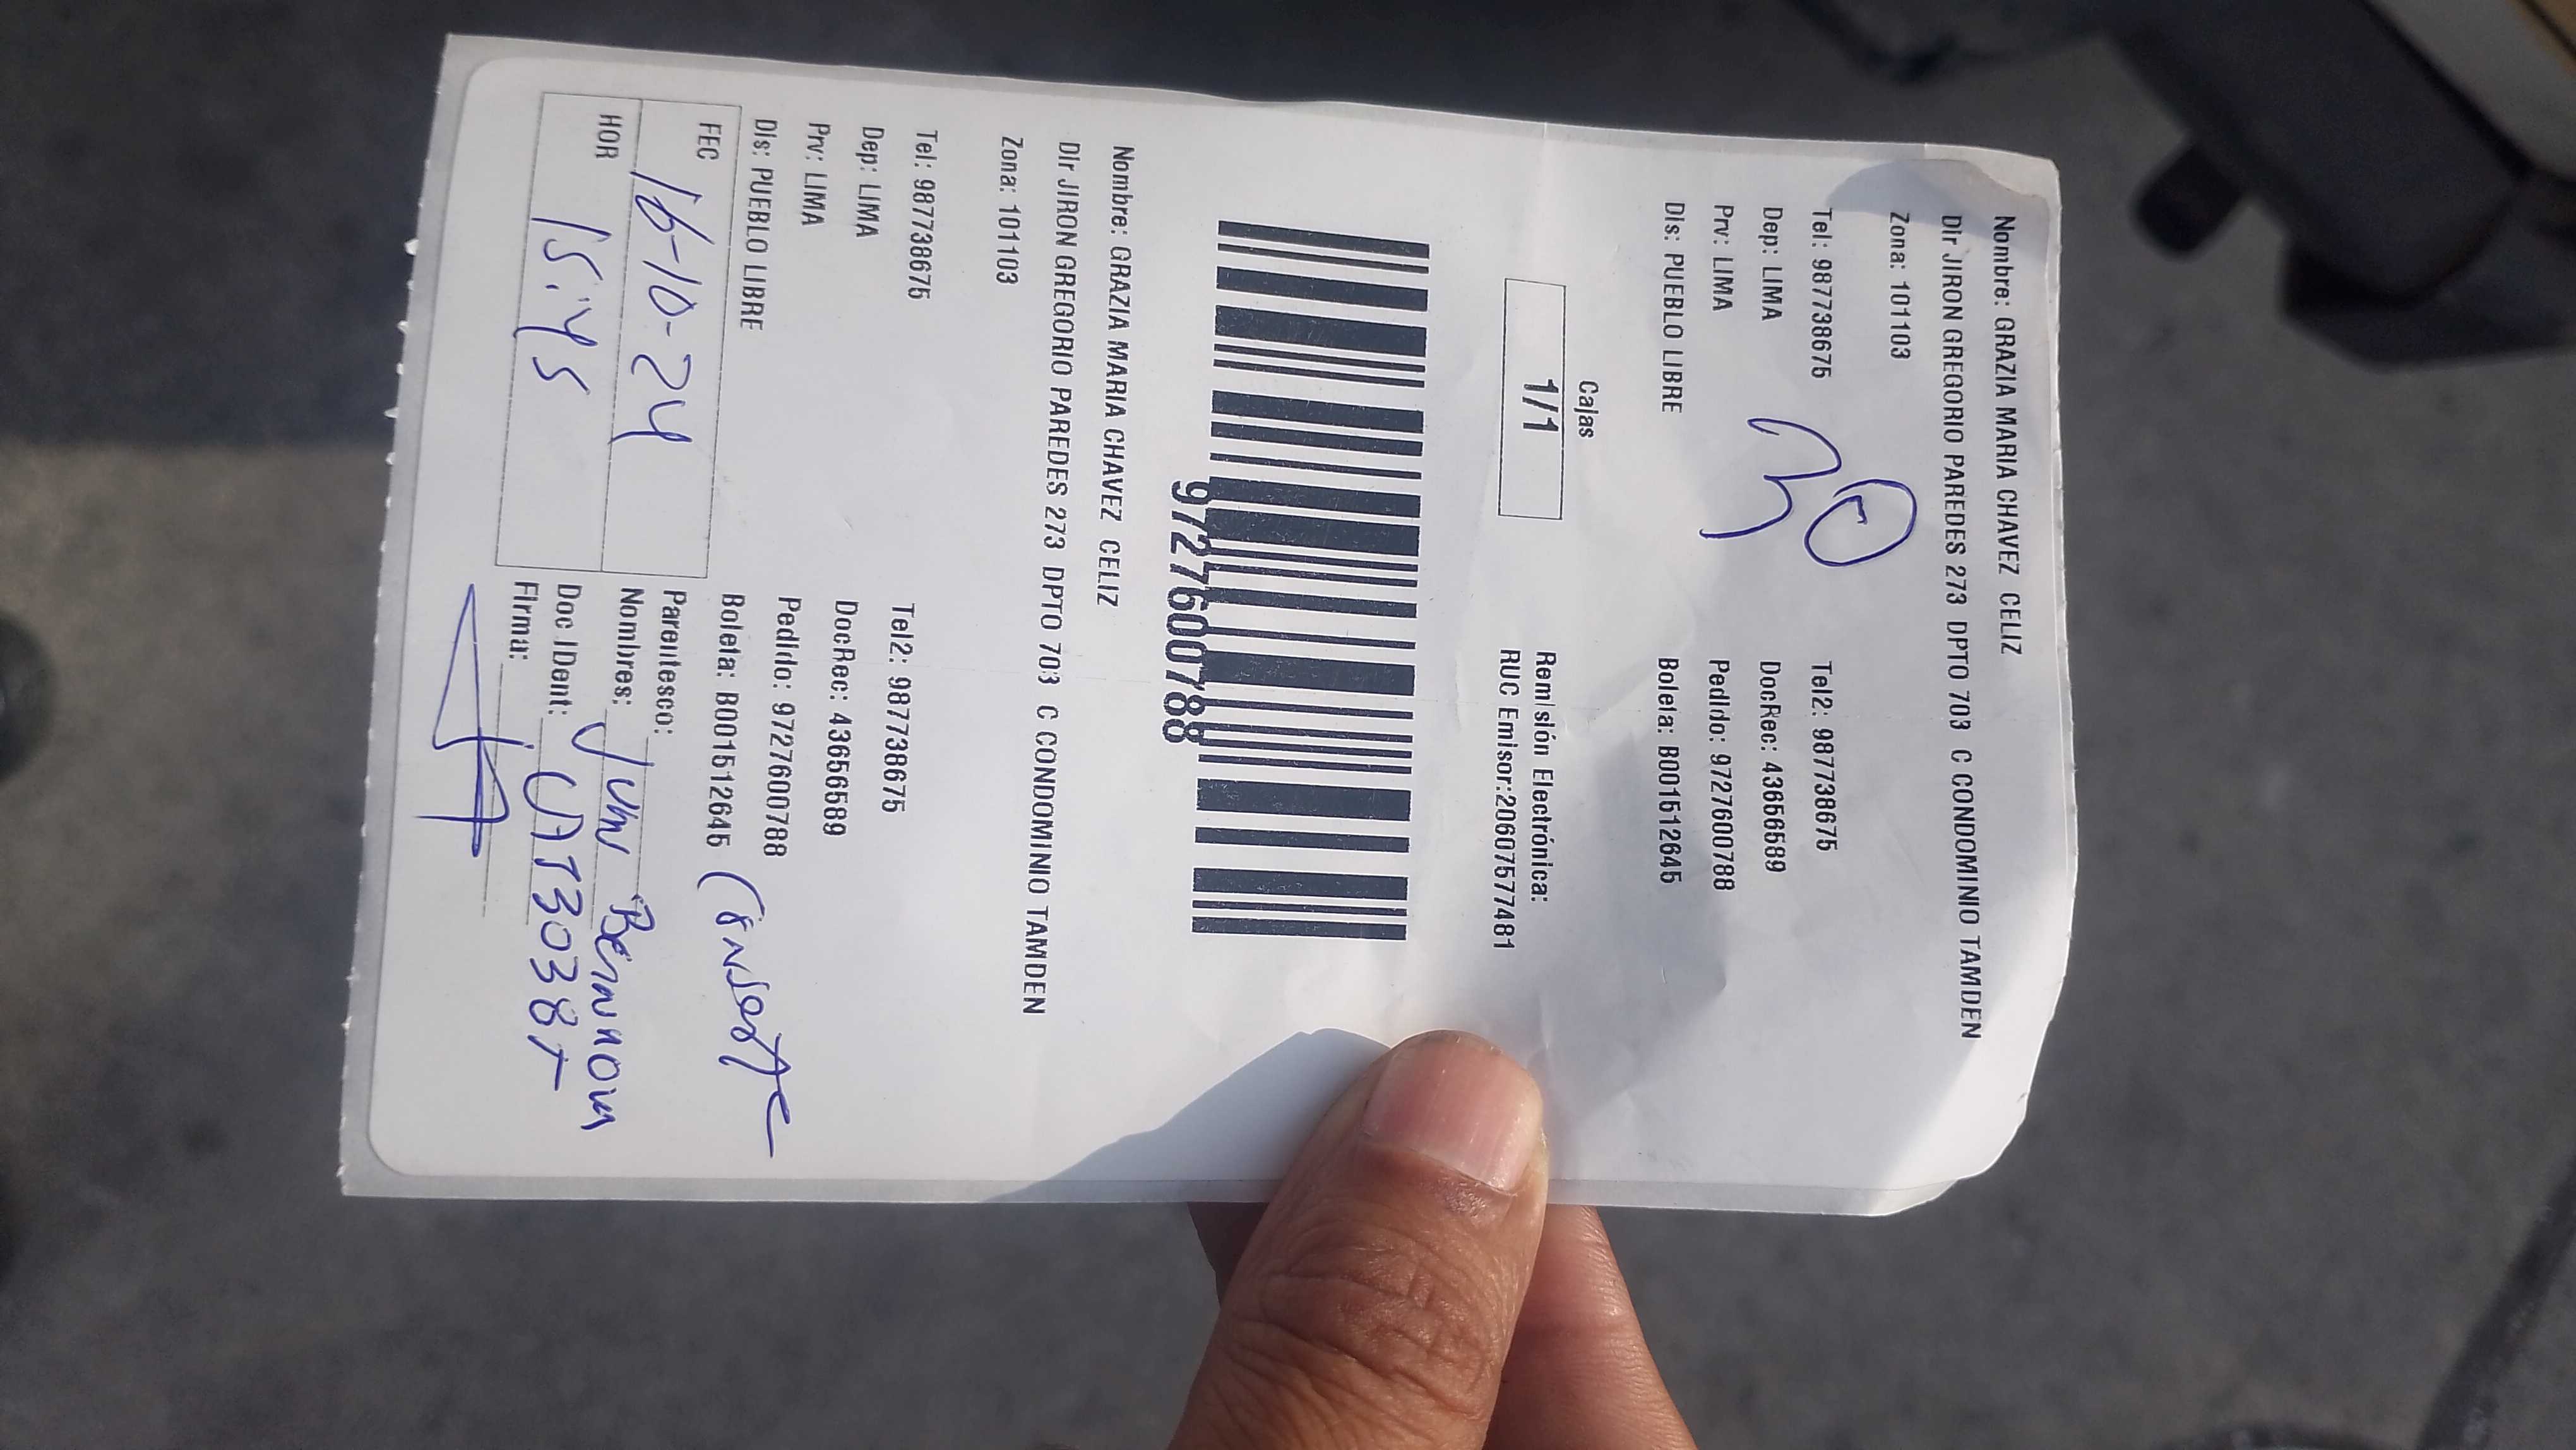 Nombre: GRAZIA MARIA CHAVEZ CELIZ
Dir JIRON GREGORIO PAREDES 273 DPTO 703 C CONDOMINIO TAMDEN
Zona: 101103
Tel: 987738675 Tel2: 987738675
Dep: LIMA DocRec: 43656589
Prv: LIMA Pedido: 9727600788
Dis: PUEBLO LIBRE Boleta: B001512645
30
Cajas
1/1
Remisión Electrónica:
RUC Emisor:20607577481
9727600788
Nombre: GRAZIA MARIA CHAVEZ CELIZ
Dir JIRON GREGORIO PAREDES 273 DPTO 703 C CONDOMINIO TAMDEN
Zona: 101103
Tel: 987738675 Tel2: 987738675
Dep: LIMA DocRec: 43656589
Prv: LIMA Pedido: 9727600788
Dis: PUEBLO LIBRE Boleta: B001512645
FEC 16-10-24
HOR 15:45
Parentesco:
Nombres: Juan
Doc IDent:
Firma: